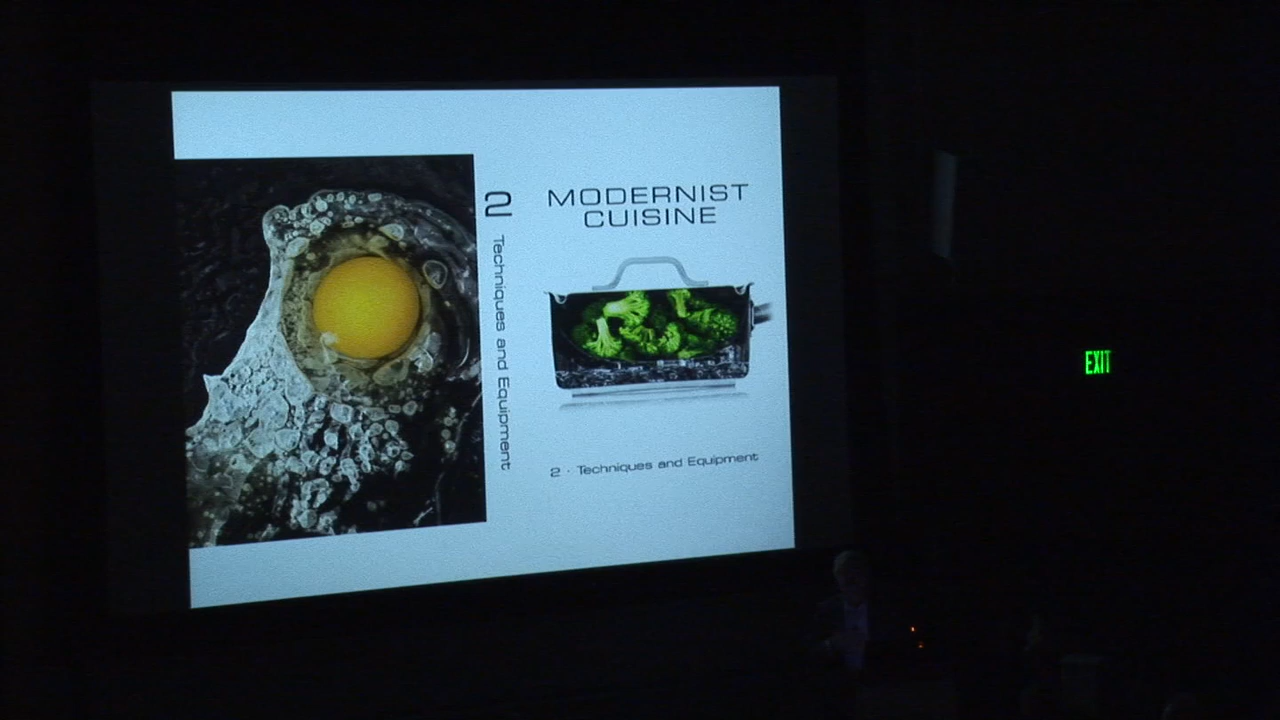 2 Techniques and Equipment
MODERNIST
CUISINE
2 · Techniques and Equipment
EXIT